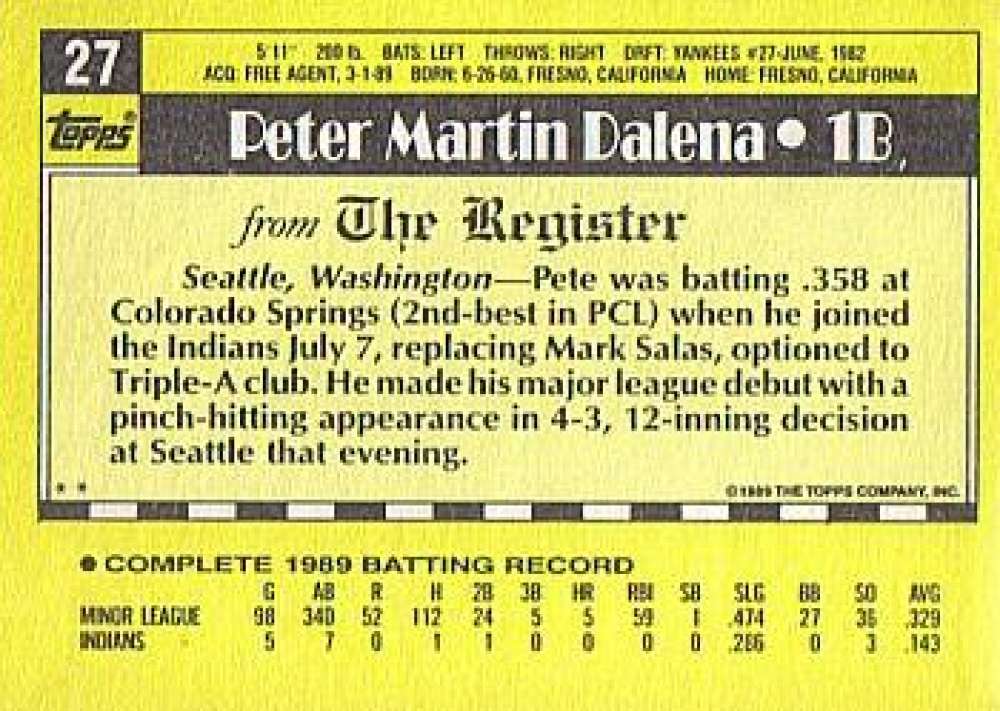 27
5'11" 200 lb. BATS: LEFT THROWS: RIGHT DRFT: YANKEES #27-JUNE, 1982
ACQ: FREE AGENT, 3-1-89 BORN: 6-26-60, FRESNO, CALIFORNIA HOME: FRESNO, CALIFORNIA
topps®
Peter Martin Dalena • 1B
from The Register
Seattle, Washington—Pete was batting .358 at
Colorado Springs (2nd-best in PCL) when he joined
the Indians July 7, replacing Mark Salas, optioned to
Triple-A club. He made his major league debut with a
pinch-hitting appearance in 4-3, 12-inning decision
at Seattle that evening.
* *
© 1989 THE TOPPS COMPANY, INC.
• COMPLETE 1989 BATTING RECORD
G AB R H 2B 3B HR RBI SB SLG BB SO AVG
MINOR LEAGUE 98 340 52 112 24 5 5 59 1 .474 27 36 .329
INDIANS 5 7 0 1 1 0 0 0 0 .286 0 3 .143